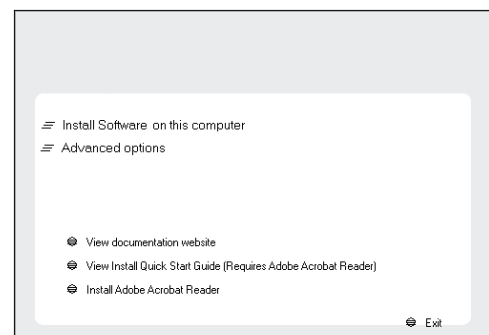 Install Software on this computer
Advanced options
View documentation website
View Install Quick Start Guide (Requires Adobe Acrobat Reader)
Install Adobe Acrobat Reader
Exit